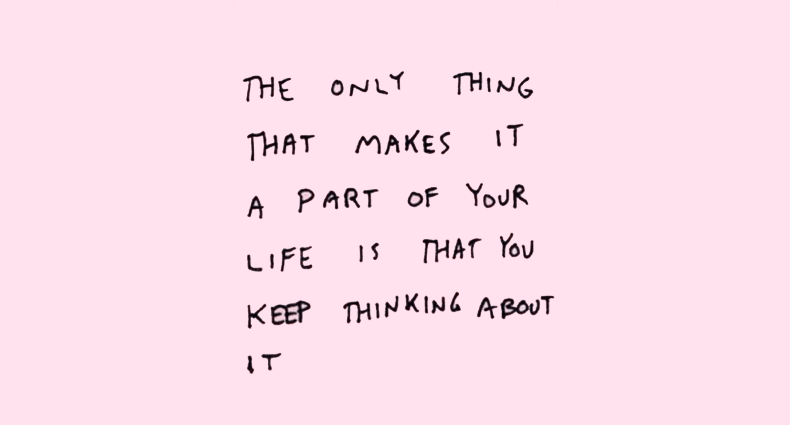 THE ONLY THING
THAT MAKES IT
A PART OF YOUR
LIFE IS THAT YOU
KEEP THINKING ABOUT
IT